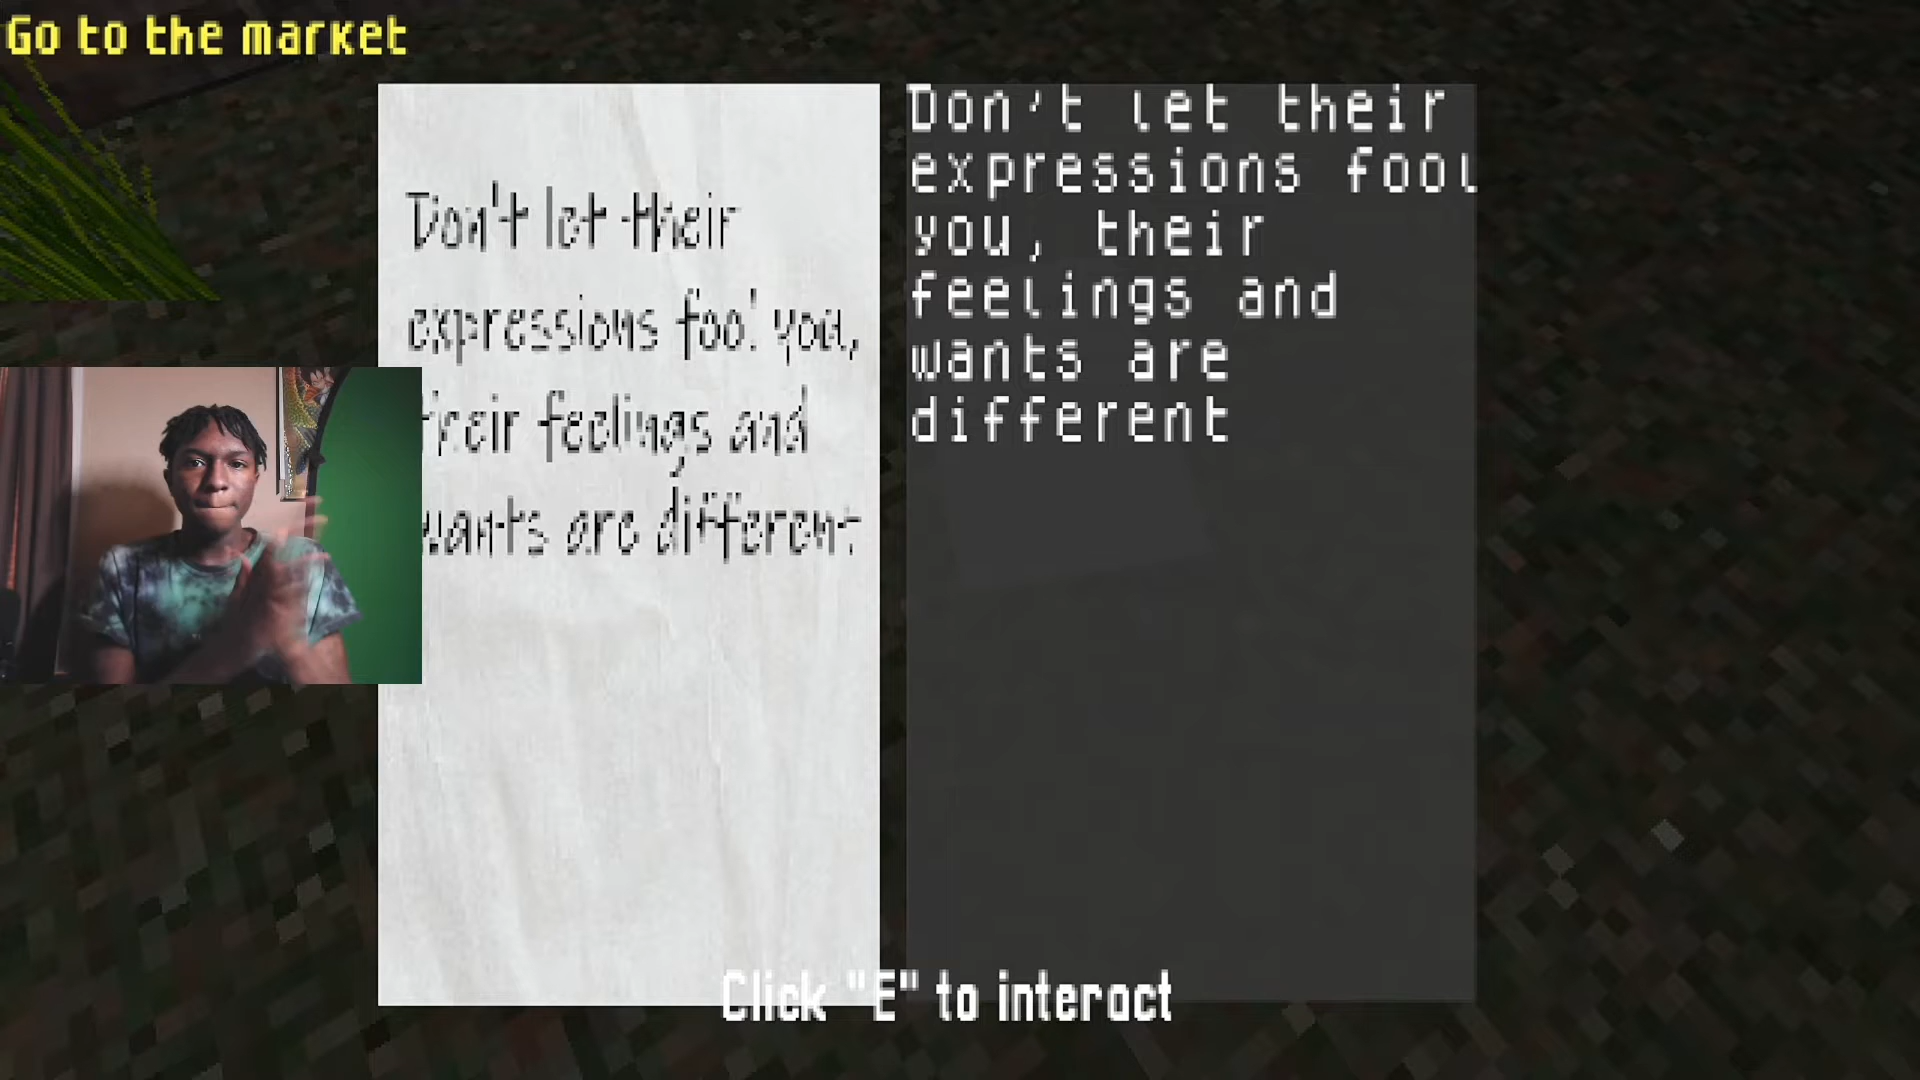 Go to the market
Don't let their
expressions fool you,
their feelings and
wants are different
Don't let their
expressions fool
you, their
feelings and
wants are
different
Click "E" to interact